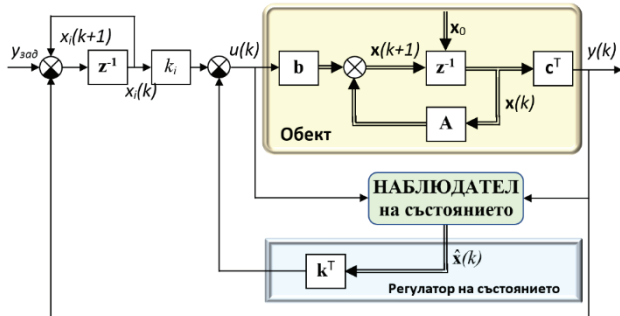 xᵢ(k+1)
yзад
z⁻¹
xᵢ(k)
kᵢ
u(k)
b
x(k+1)
x₀
z⁻¹
cᵀ
y(k)
x(k)
A
Обект
НАБЛЮДАТЕЛ
на състоянието
x̂(k)
kᵀ
Регулатор на състоянието